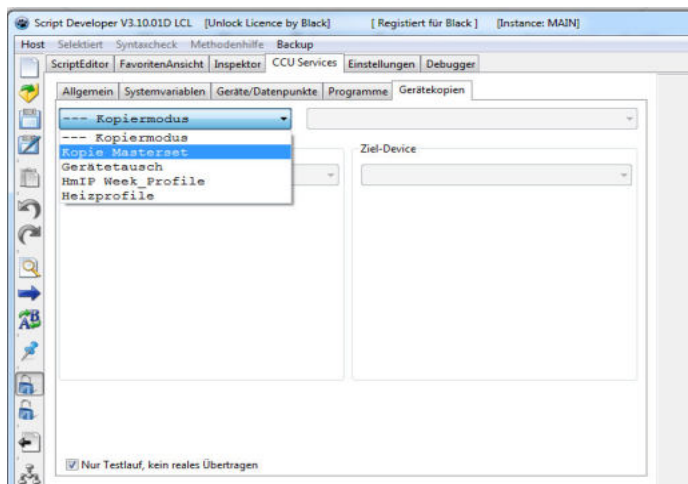 Script Developer V3.10.01D LCL [Unlock Licence by Black] [ Registiert für Black ] [Instance: MAIN]
Host Selektiert Syntaxcheck Methodenhilfe Backup
ScriptEditor FavoritenAnsicht Inspektor CCU Services Einstellungen Debugger
Allgemein Systemvariablen Geräte/Datenpunkte Programme Gerätekopien
--- Kopiermodus
--- Kopiermodus
Kopie Masterset
Gerätetausch
HmIP Week_Profile
Heizprofile
Ziel-Device
Nur Testlauf, kein reales Übertragen